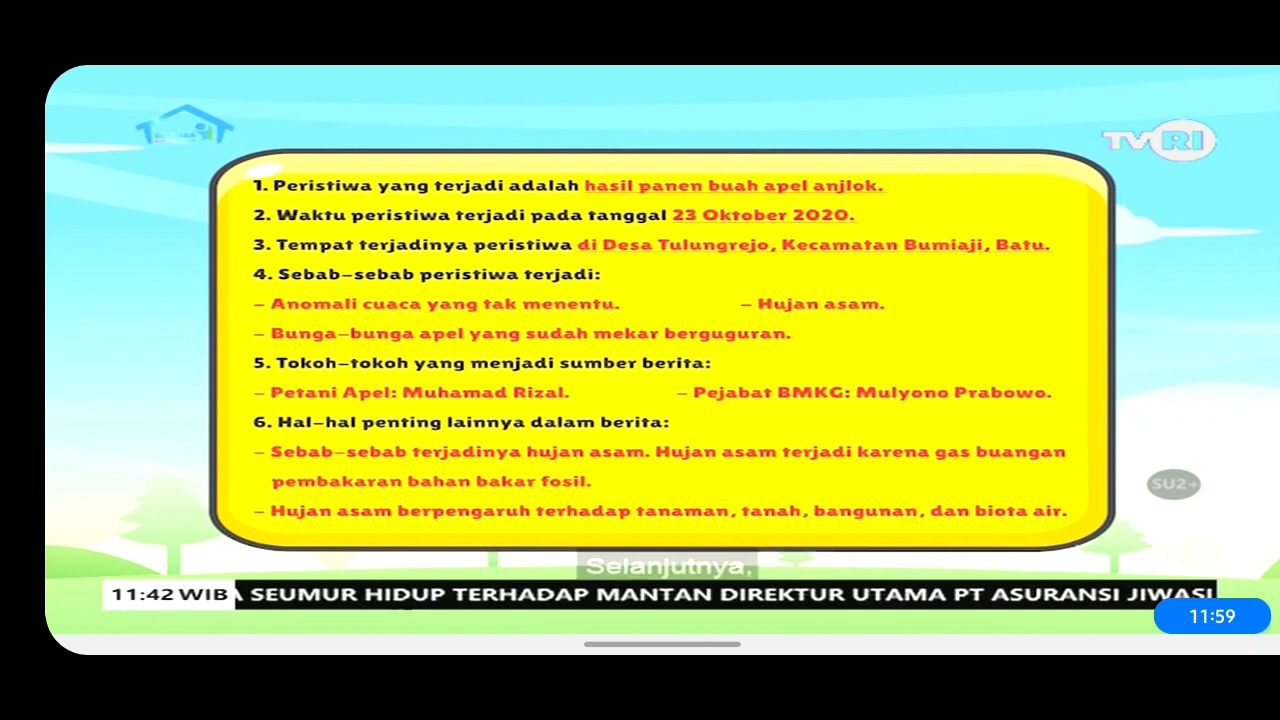 TVRI
1. Peristiwa yang terjadi adalah hasil panen buah apel anjlok.
2. Waktu peristiwa terjadi pada tanggal 23 Oktober 2020.
3. Tempat terjadinya peristiwa di Desa Tulungrejo, Kecamatan Bumiaji, Batu.
4. Sebab-sebab peristiwa terjadi:
- Anomali cuaca yang tak menentu. - Hujan asam.
- Bunga-bunga apel yang sudah mekar berguguran.
5. Tokoh-tokoh yang menjadi sumber berita:
- Petani Apel: Muhamad Rizal. - Pejabat BMKG: Mulyono Prabowo.
6. Hal-hal penting lainnya dalam berita:
- Sebab-sebab terjadinya hujan asam. Hujan asam terjadi karena gas buangan
pembakaran bahan bakar fosil.
SU2+
- Hujan asam berpengaruh terhadap tanaman, tanah, bangunan, dan biota air.
Selanjutnya,
11:42 WIB A SEUMUR HIDUP TERHADAP MANTAN DIREKTUR UTAMA PT ASURANSI JIWASI
11:59